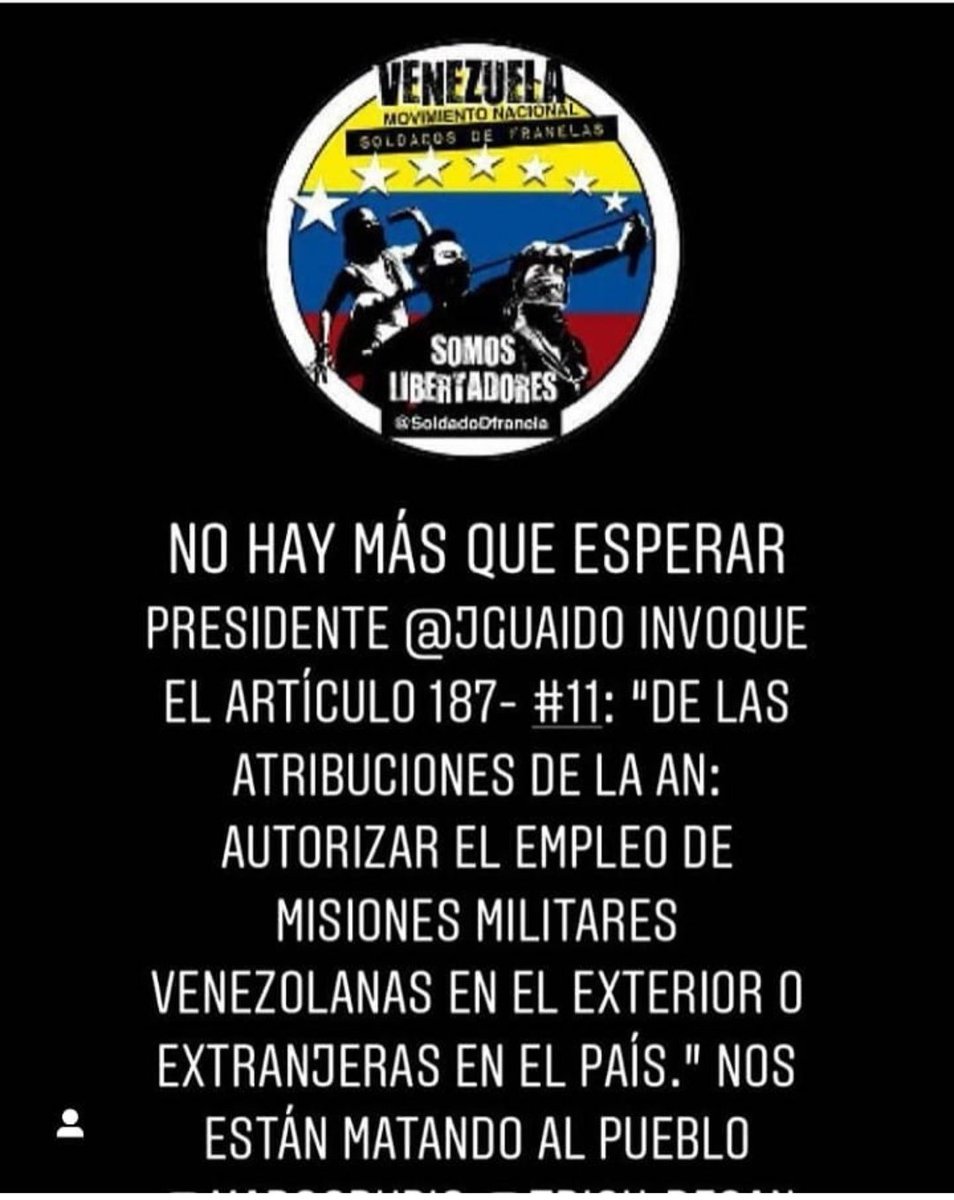 VENEZUELA
MOVIMIENTO NACIONAL
SOLDADOS DE FRANELAS
SOMOS
LIBERTADORES
@SoldadoDfranela
NO HAY MÁS QUE ESPERAR
PRESIDENTE @JGUAIDO INVOQUE
EL ARTÍCULO 187- #11: "DE LAS
ATRIBUCIONES DE LA AN:
AUTORIZAR EL EMPLEO DE
MISIONES MILITARES
VENEZOLANAS EN EL EXTERIOR O
EXTRANJERAS EN EL PAÍS." NOS
ESTÁN MATANDO AL PUEBLO